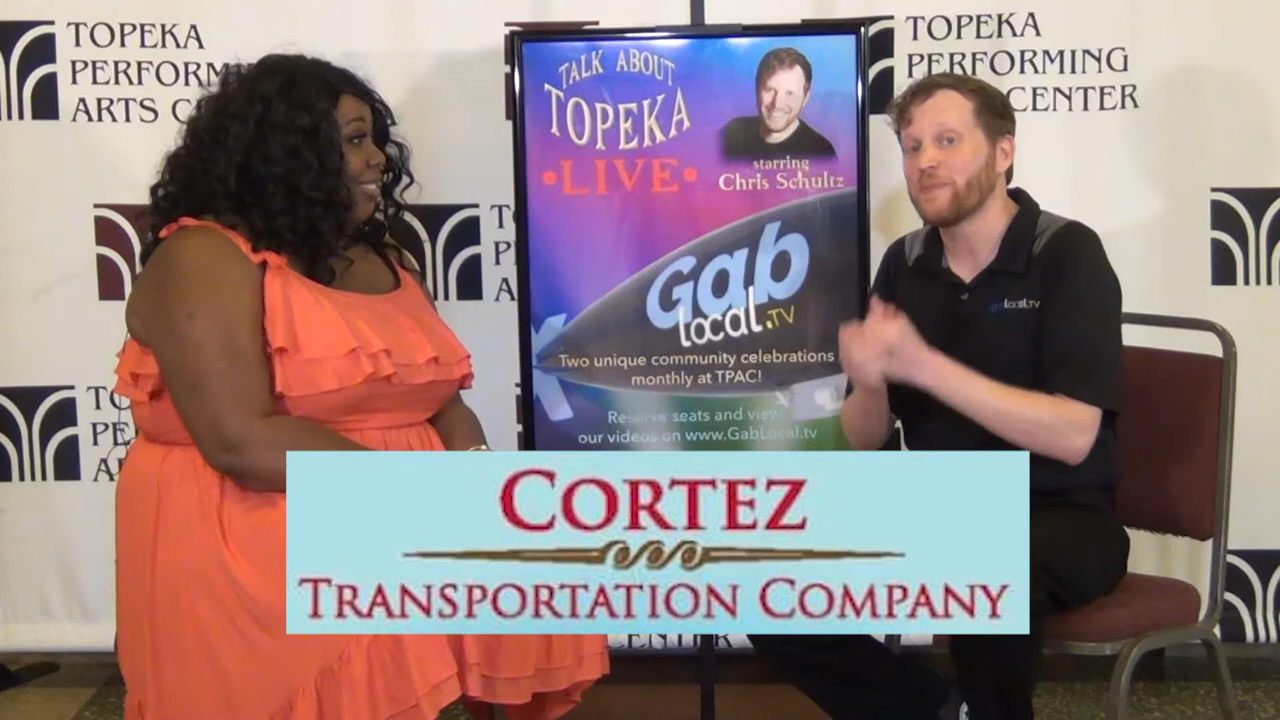 TOPEKA
PERFORM
ARTS C
TALK ABOUT
TOPEKA
•LIVE•
starring
Chris Schultz
Gab
local.TV
Two unique community celebrations
monthly at TPAC!
Reserve seats and view
our videos on www.GabLocal.tv
TOPEKA
PERFORMING
CENTER
CORTEZ
TRANSPORTATION COMPANY
CENTER